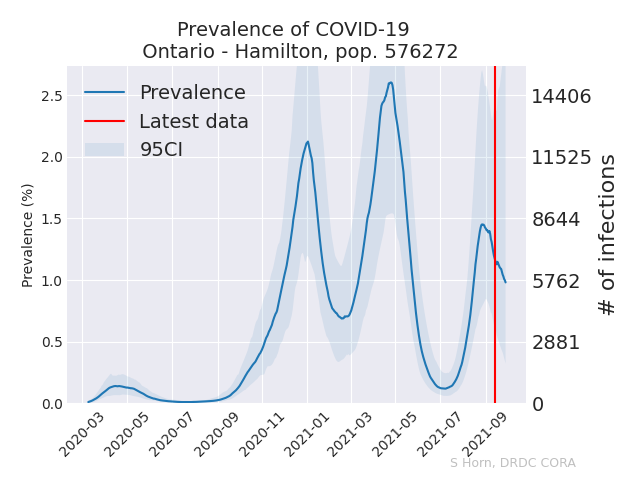 Prevalence of COVID-19
Ontario - Hamilton, pop. 576272
Prevalence
Latest data
95CI
Prevalence (%)
2.5
2.0
1.5
1.0
0.5
0.0
14406
11525
8644
5762
2881
0
# of infections
2020-03
2020-05
2020-07
2020-09
2020-11
2021-01
2021-03
2021-05
2021-07
2021-09
S Horn, DRDC CORA